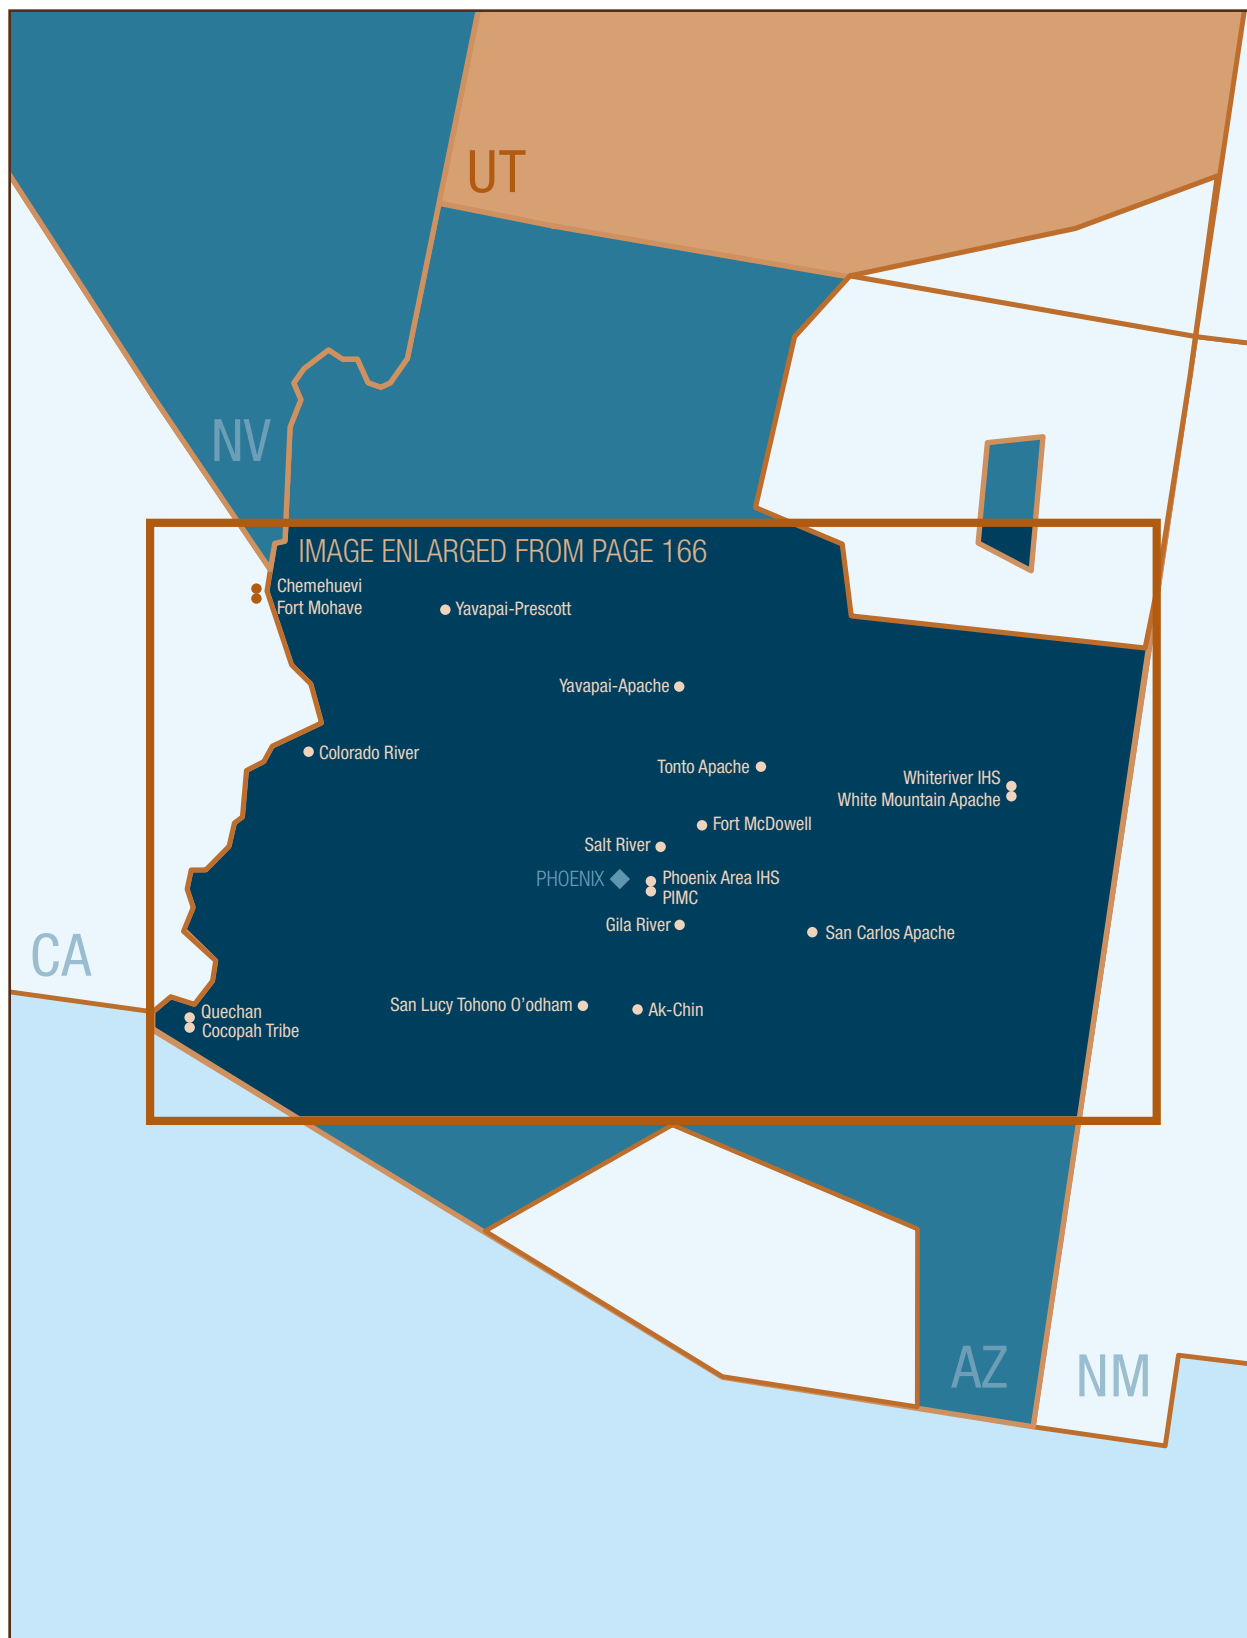 UT
NV
IMAGE ENLARGED FROM PAGE 166
Chemehuevi
Fort Mohave
Yavapai-Prescott
Yavapai-Apache
Colorado River
Tonto Apache
Whiteriver IHS
White Mountain Apache
Fort McDowell
Salt River
PHOENIX
Phoenix Area IHS
PIMC
Gila River
San Carlos Apache
CA
San Lucy Tohono O’odham
Ak-Chin
Quechan
Cocopah Tribe
AZ
NM